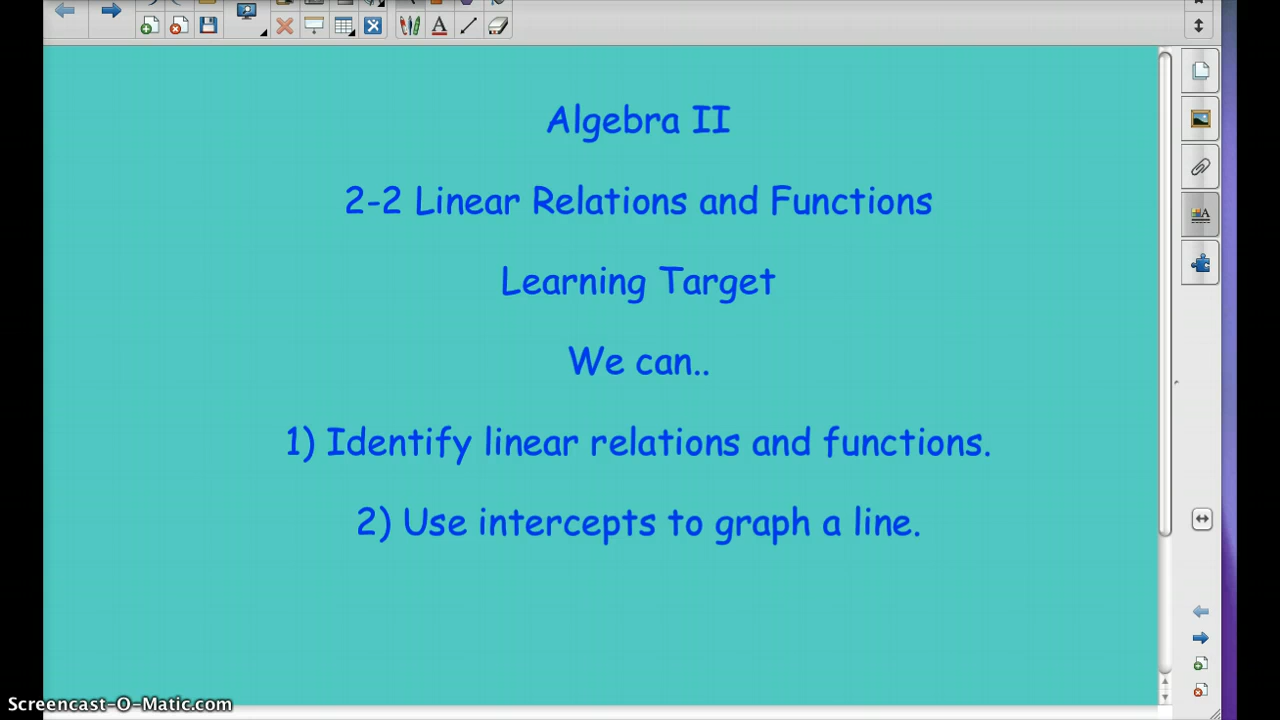 Algebra II
2-2 Linear Relations and Functions
Learning Target
We can..
1) Identify linear relations and functions.
2) Use intercepts to graph a line.
Screencast-O-Matic.com